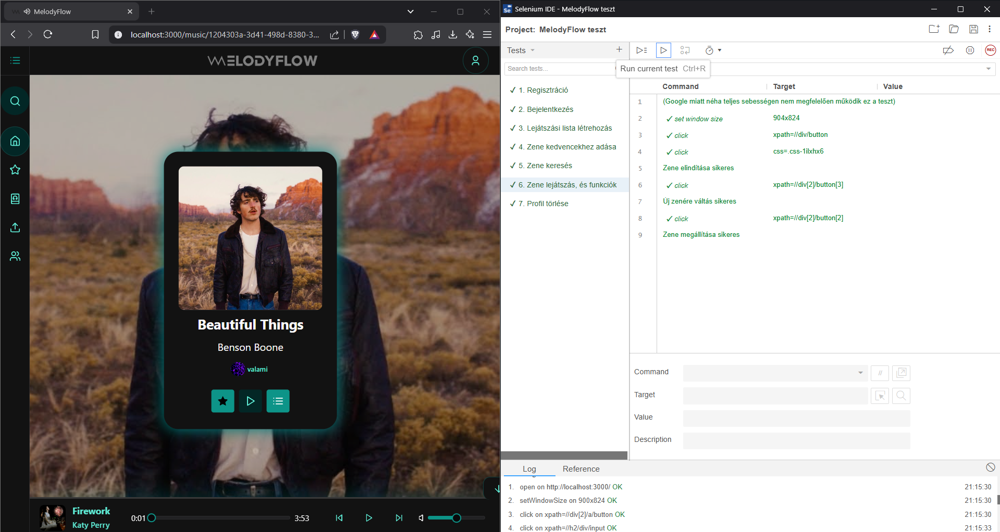 MelodyFlow
localhost:3000/music/1204303a-3d41-498d-8380-3...
MELODYFLOW
Beautiful Things
Benson Boone
valami
Firework
Katy Perry
0:01
3:53
Selenium IDE - MelodyFlow teszt
Project: MelodyFlow teszt
Tests
Search tests...
Run current test Ctrl+R
REC
✓ 1. Regisztráció
✓ 2. Bejelentkezés
✓ 3. Lejátszási lista létrehozás
✓ 4. Zene kedvencekhez adása
✓ 5. Zene keresés
✓ 6. Zene lejátszás, és funkciók
✓ 7. Profil törlése
Command Target Value
1 (Google miatt néha teljes sebességen nem megfelelően működik ez a teszt)
2 ✓ set window size 904x824
3 ✓ click xpath=//div/button
4 ✓ click css=.css-1ilxhx6
5 Zene elindítása sikeres
6 ✓ click xpath=//div[2]/button[3]
7 Új zenére váltás sikeres
8 ✓ click xpath=//div[2]/button[2]
9 Zene megállítása sikeres
Command
//
Target
Value
Description
Log Reference
1. open on http://localhost:3000/ OK 21:15:30
2. setWindowSize on 900x824 OK 21:15:30
3. click on xpath=//div[2]/a/button OK 21:15:30
4. click on xpath=//h2/div/input OK 21:15:33